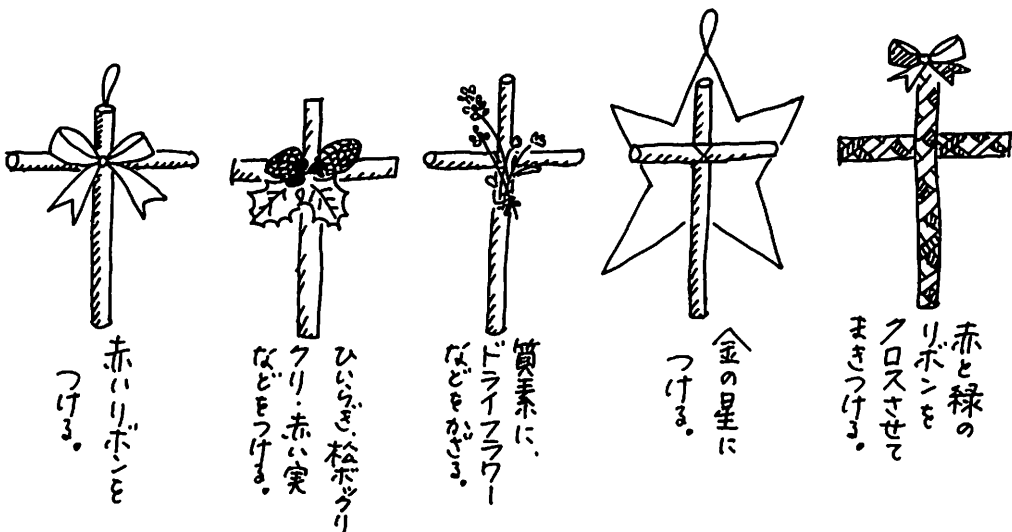 赤と緑の
リボンを
クロスさせて
まきつける。
金の星に
つける。
質素に、
ドライフラワー
などをかざる。
ひいらぎ、松ボックリ
クリ・赤い実
などをつける。
赤いリボンを
つける。